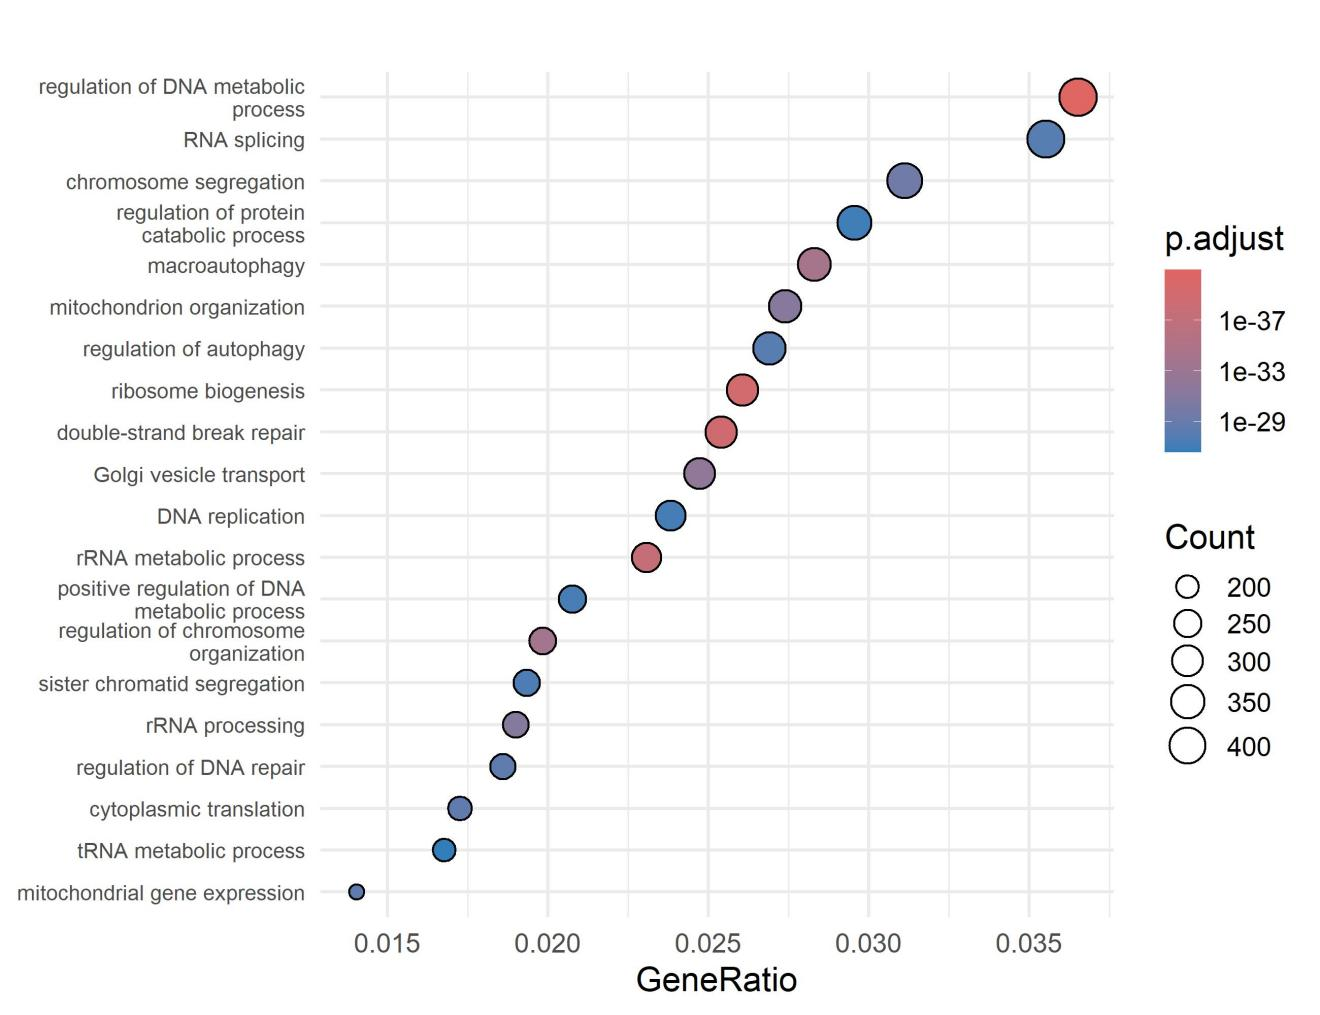 regulation of DNA metabolic
process
RNA splicing
chromosome segregation
regulation of protein
catabolic process
macroautophagy
mitochondrion organization
regulation of autophagy
ribosome biogenesis
double-strand break repair
Golgi vesicle transport
DNA replication
rRNA metabolic process
positive regulation of DNA
metabolic process
regulation of chromosome
organization
sister chromatid segregation
rRNA processing
regulation of DNA repair
cytoplasmic translation
tRNA metabolic process
mitochondrial gene expression
0.015 0.020 0.025 0.030 0.035
GeneRatio
p.adjust
1e-37
1e-33
1e-29
Count
200
250
300
350
400